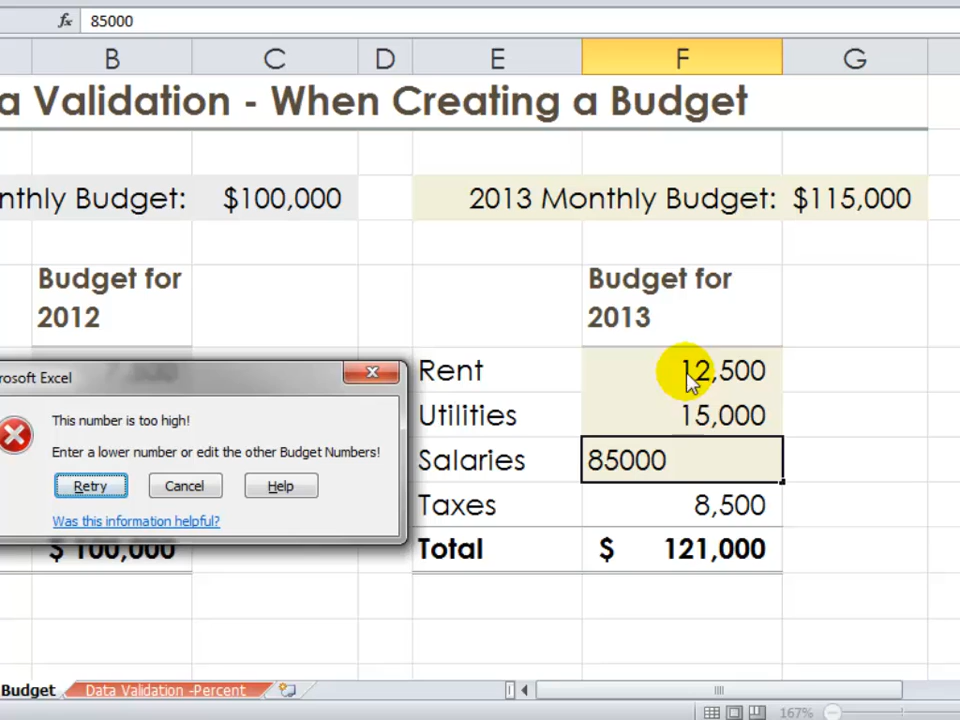 fx 85000
B C D E F G
a Validation - When Creating a Budget
nthly Budget: $100,000 2013 Monthly Budget: $115,000
Budget for
2012
Budget for
2013
rosoft Excel
This number is too high!
Enter a lower number or edit the other Budget Numbers!
Retry Cancel Help
Was this information helpful?
$ 100,000
Rent 12,500
Utilities 15,000
Salaries 85000
Taxes 8,500
Total $ 121,000
Budget Data Validation -Percent
167%